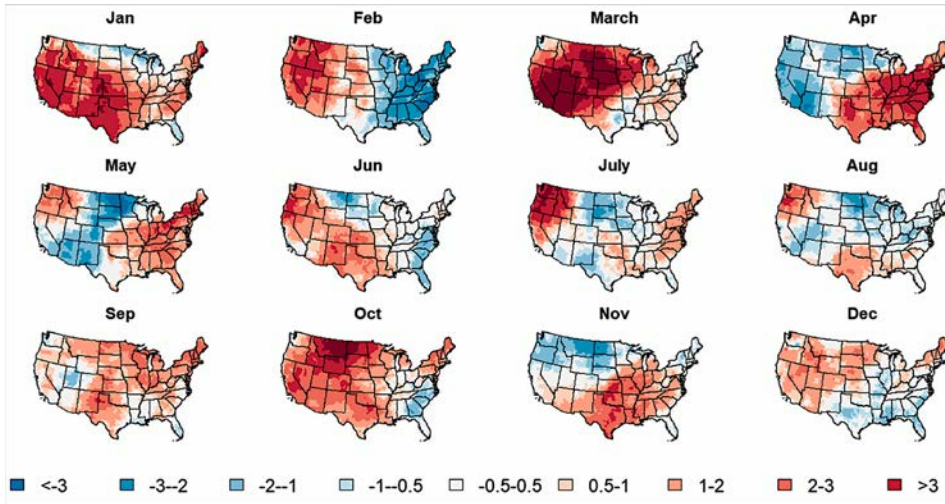 Jan Feb March Apr
May Jun July Aug
Sep Oct Nov Dec
<-3 -3--2 -2--1 -1--0.5 -0.5-0.5 0.5-1 1-2 2-3 >3